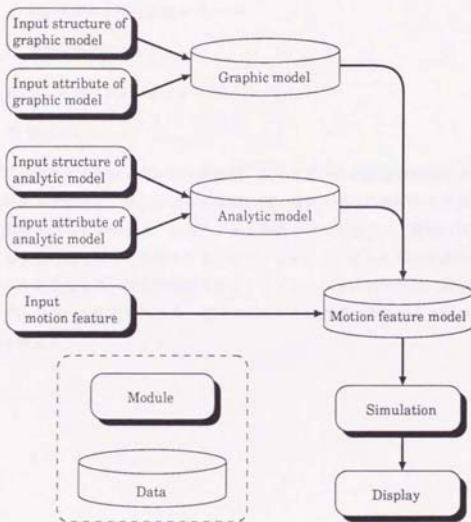 Input structure of
graphic model
Input attribute of
graphic model
Graphic model
Input structure of
analytic model
Input attribute of
analytic model
Analytic model
Input
motion feature
Motion feature model
Module
Data
Simulation
Display